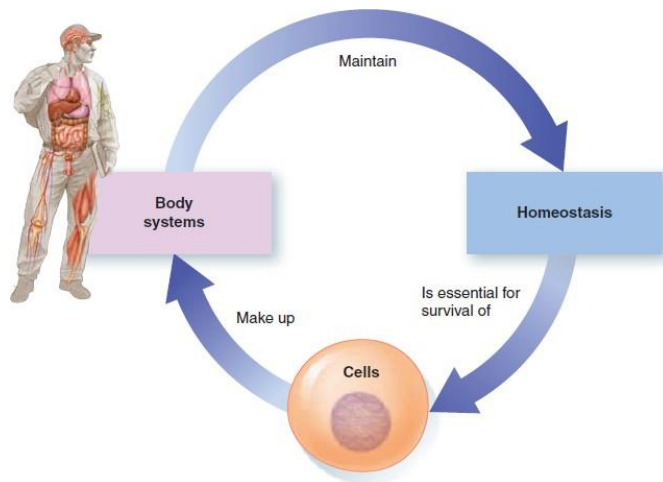 Maintain
Body
systems
Homeostasis
Is essential for
survival of
Make up
Cells